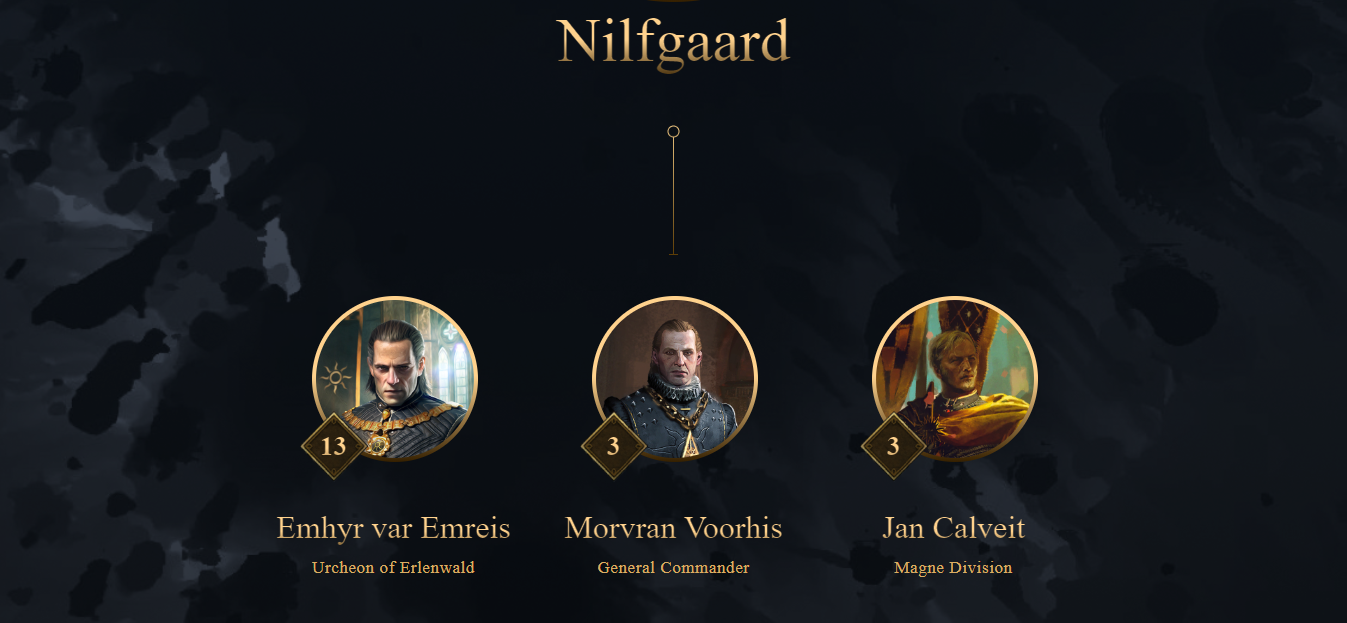 Nilfgaard
13
3
3
Emhyr var Emreis
Morvran Voorhis
Jan Calveit
Urcheon of Erlenwald
General Commander
Magne Division